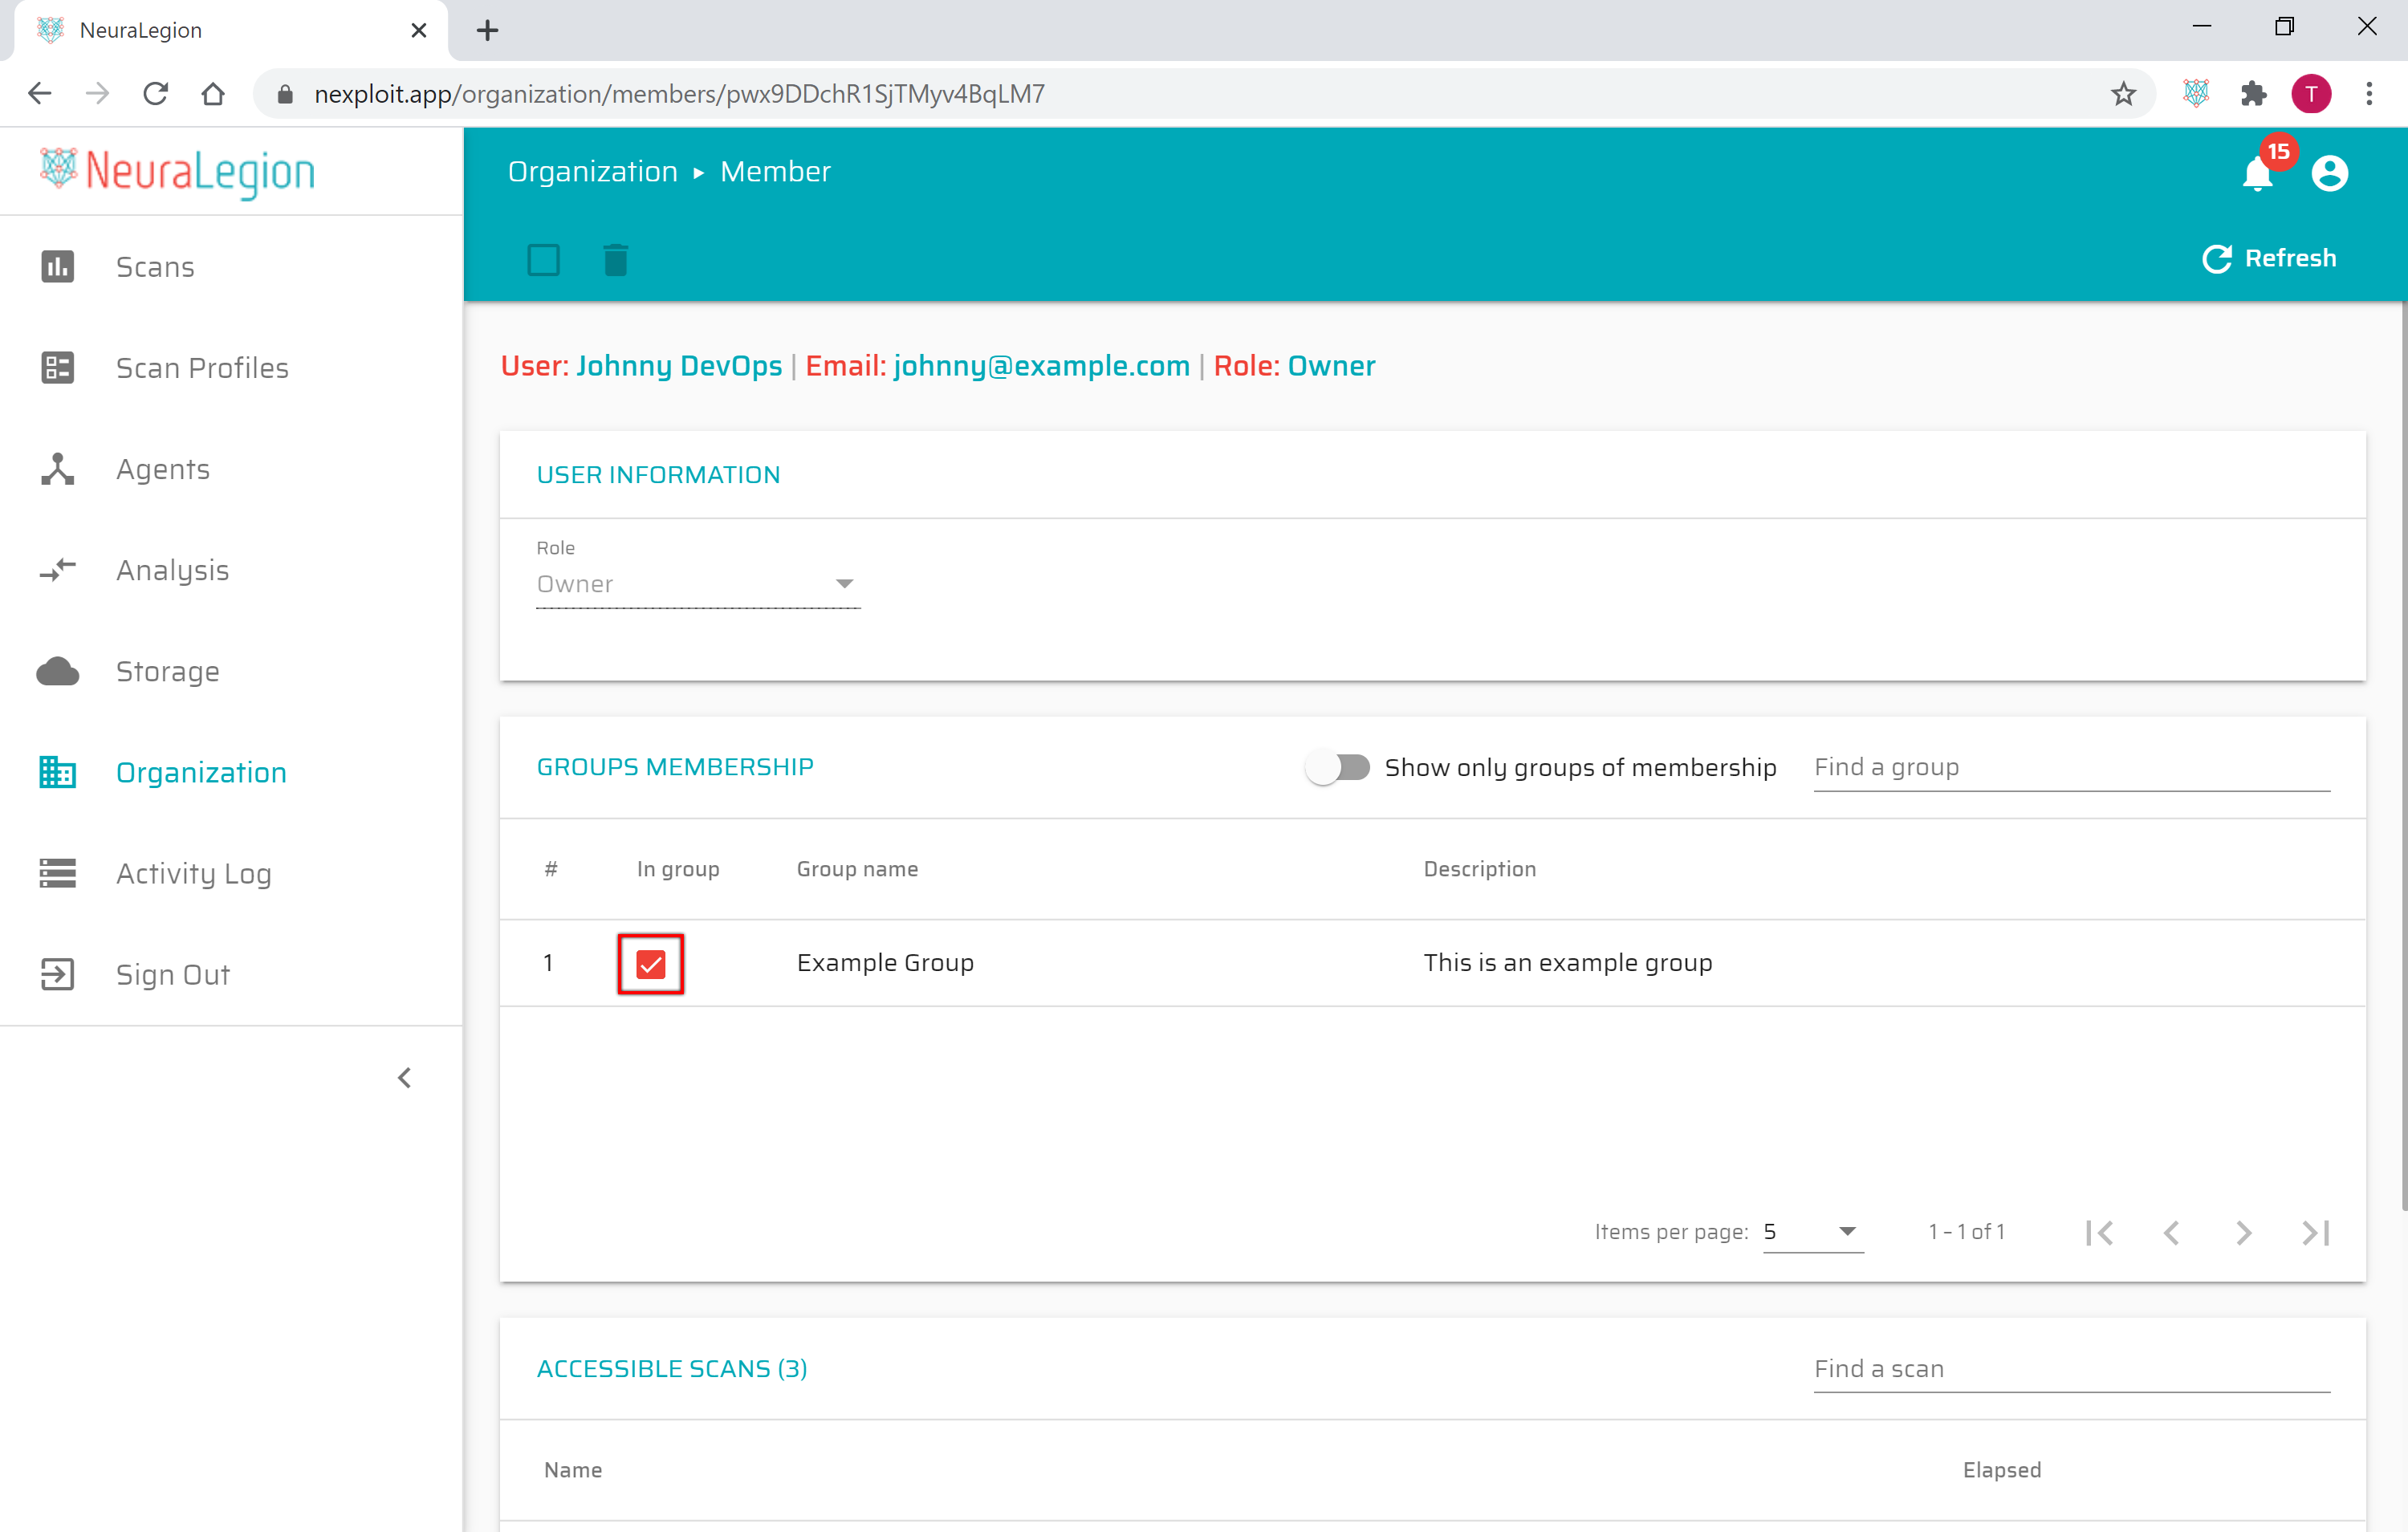 NeuraLegion
nexploit.app/organization/members/pwx9DDchR1SjTMyv4BqLM7
T
NeuraLegion
Organization ▸ Member
15
Refresh
Scans
Scan Profiles
Agents
Analysis
Storage
Organization
Activity Log
Sign Out
User: Johnny DevOps | Email: johnny@example.com | Role: Owner
USER INFORMATION
Role
Owner
GROUPS MEMBERSHIP
Show only groups of membership
Find a group
# In group Group name Description
1 Example Group This is an example group
Items per page: 5 1 – 1 of 1
ACCESSIBLE SCANS (3)
Find a scan
Name Elapsed